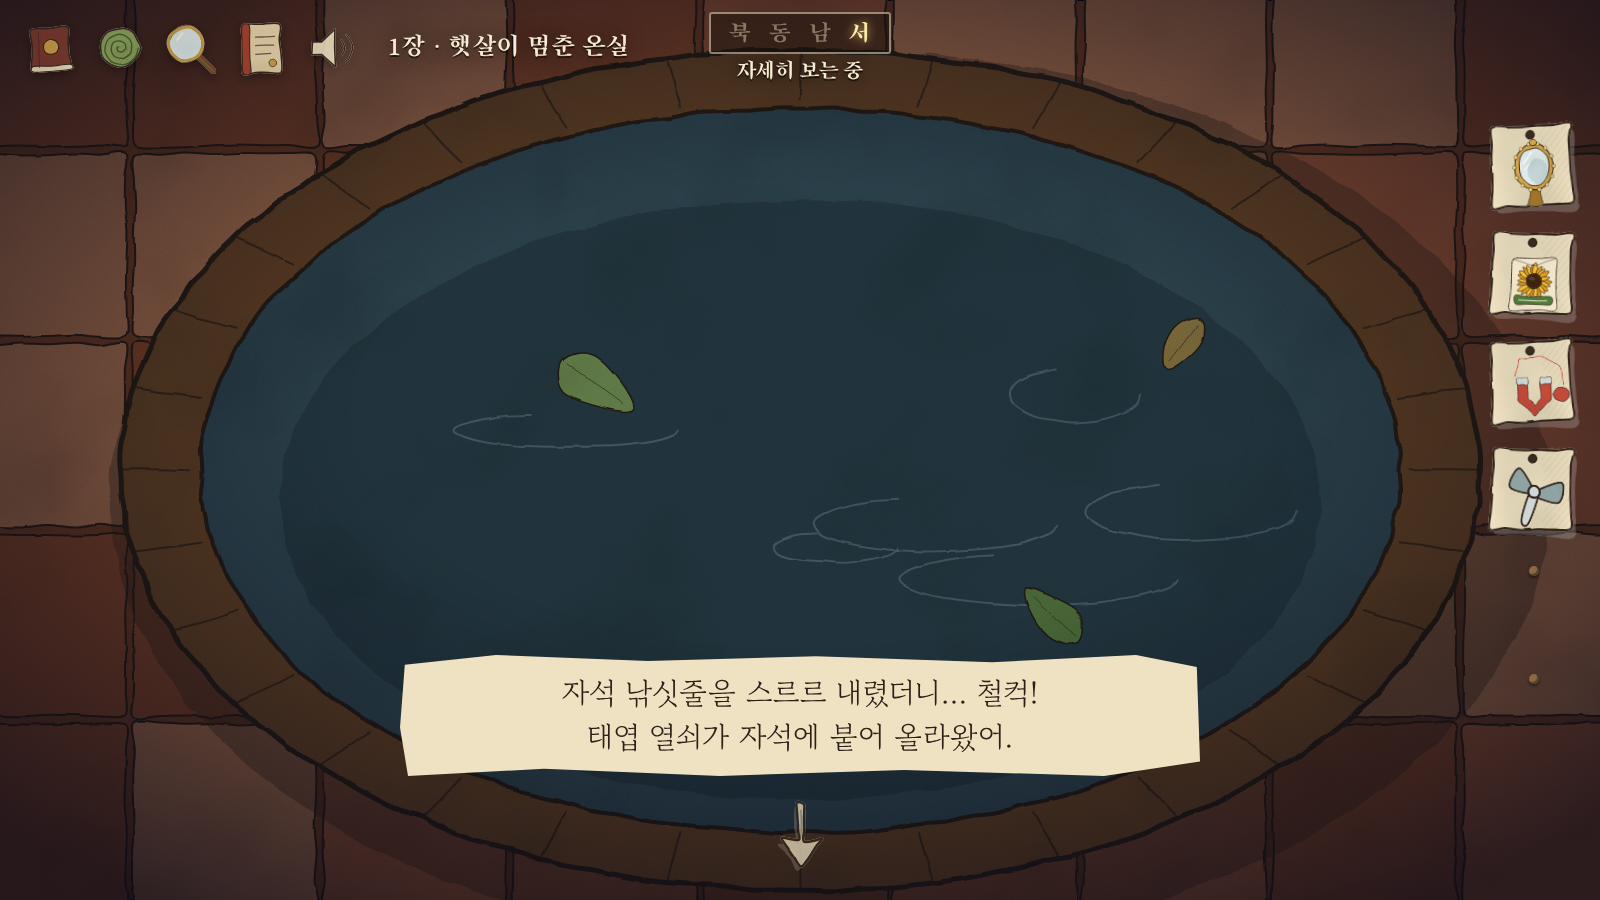 1장 · 햇살이 멈춘 온실
북 동 남 서
자세히 보는 중
자석 낚싯줄을 스르르 내렸더니… 철컥!
태엽 열쇠가 자석에 붙어 올라왔어.